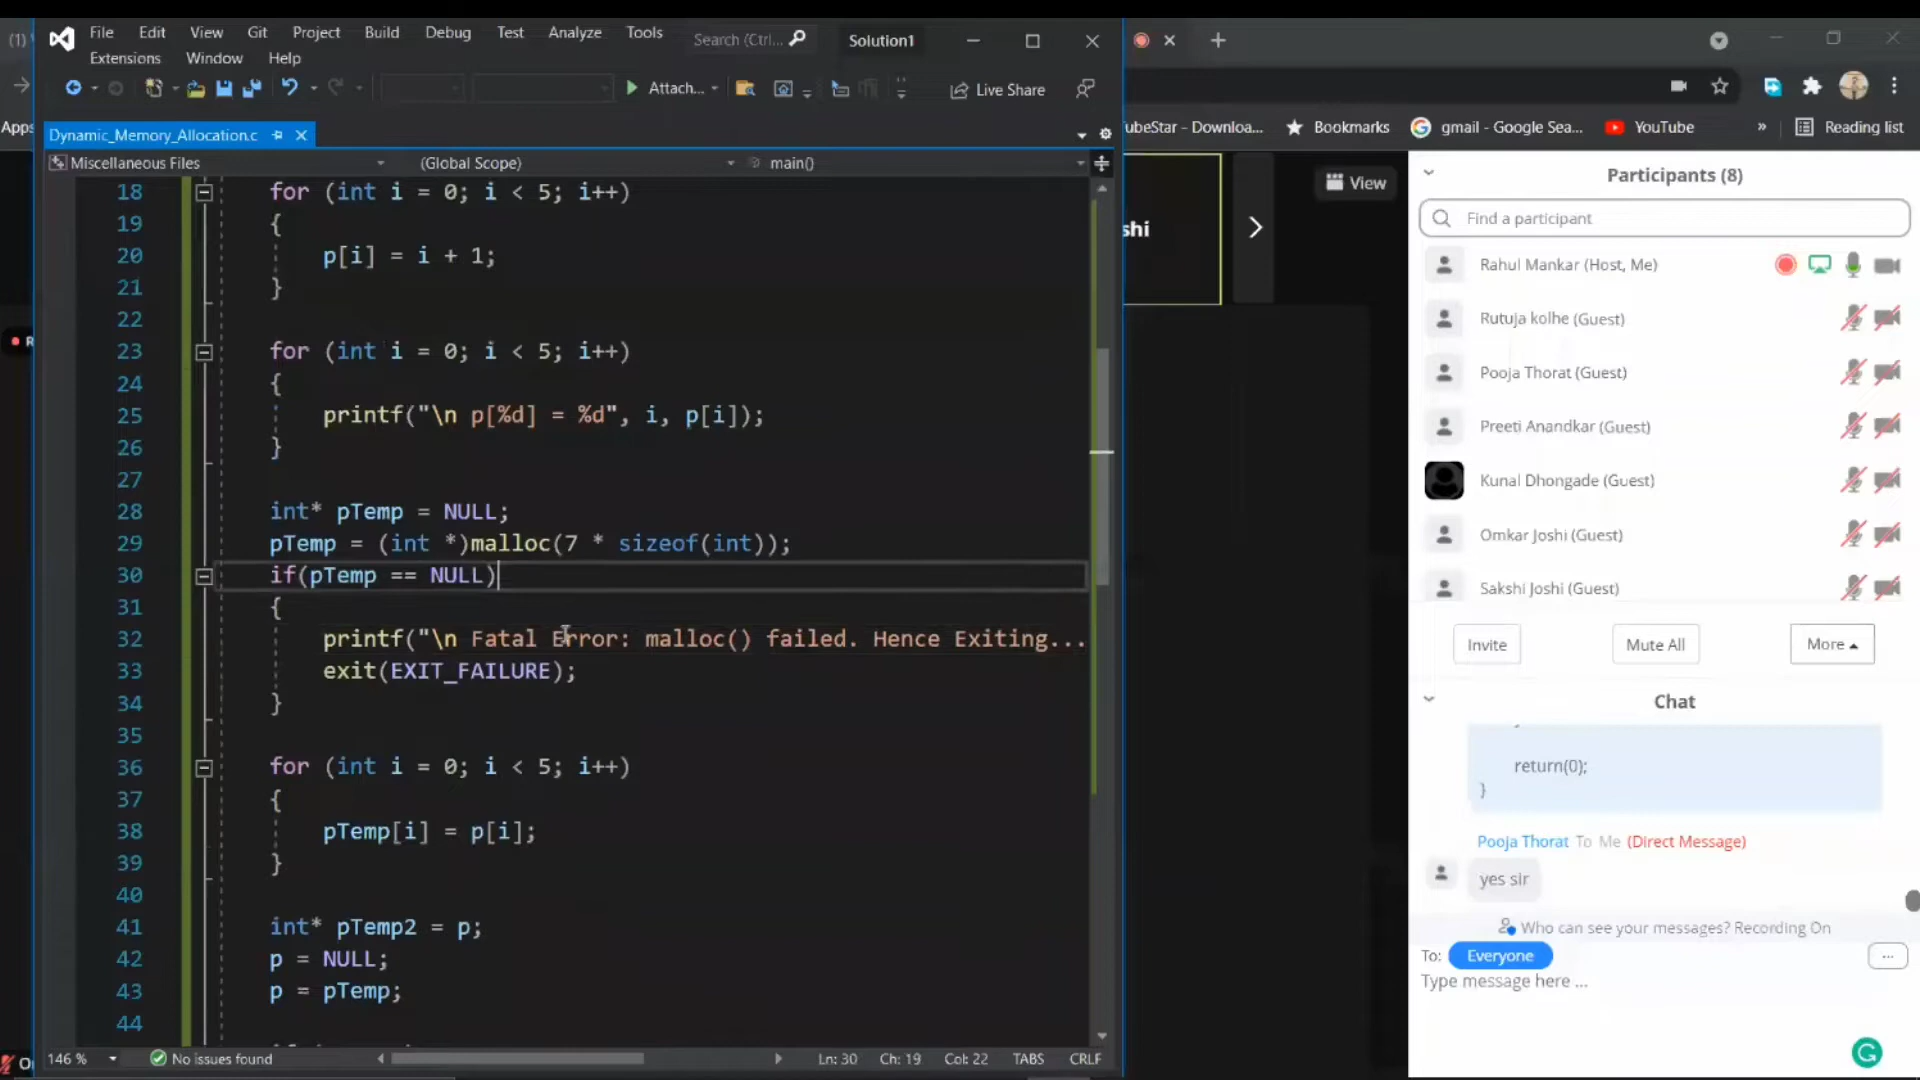 File Edit View Git Project Build Debug Test Analyze Tools Search (Ctrl... Solution1
Extensions Window Help
Attach... Live Share
Dynamic_Memory_Allocation.c
Miscellaneous Files (Global Scope) main()
18 for (int i = 0; i < 5; i++)
19 {
20 p[i] = i + 1;
21 }
22
23 for (int i = 0; i < 5; i++)
24 {
25 printf("\n p[%d] = %d", i, p[i]);
26 }
27
28 int* pTemp = NULL;
29 pTemp = (int *)malloc(7 * sizeof(int));
30 if(pTemp == NULL)
31 {
32 printf("\n Fatal Error: malloc() failed. Hence Exiting...
33 exit(EXIT_FAILURE);
34 }
35
36 for (int i = 0; i < 5; i++)
37 {
38 pTemp[i] = p[i];
39 }
40
41 int* pTemp2 = p;
42 p = NULL;
43 p = pTemp;
44
146 % No issues found Ln: 30 Ch: 19 Col: 22 TABS CRLF
(1)
Apps
ubeStar - Downloa... Bookmarks gmail - Google Sea... YouTube » Reading list
shi
View
Participants (8)
Find a participant
Rahul Mankar (Host, Me)
Rutuja kolhe (Guest)
Pooja Thorat (Guest)
Preeti Anandkar (Guest)
Kunal Dhongade (Guest)
Omkar Joshi (Guest)
Sakshi Joshi (Guest)
Invite Mute All More
Chat
return(0);
}
Pooja Thorat To Me (Direct Message)
yes sir
Who can see your messages? Recording On
To: Everyone ...
Type message here ...